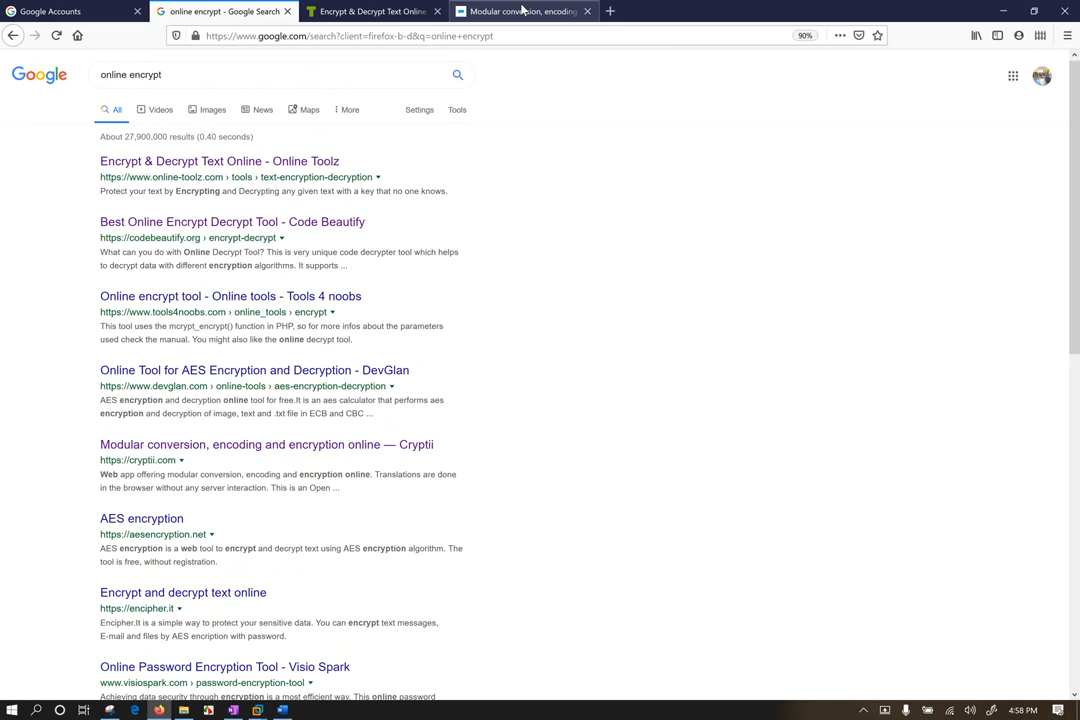 Google Accounts
online encrypt - Google Search
Encrypt & Decrypt Text Online
Modular conversion, encoding
https://www.google.com/search?client=firefox-b-d&q=online+encrypt
90%
Google
online encrypt
All Videos Images News Maps More Settings Tools
About 27,900,000 results (0.40 seconds)
Encrypt & Decrypt Text Online - Online Toolz
https://www.online-toolz.com › tools › text-encryption-decryption
Protect your text by Encrypting and Decrypting any given text with a key that no one knows.
Best Online Encrypt Decrypt Tool - Code Beautify
https://codebeautify.org › encrypt-decrypt
What can you do with Online Decrypt Tool? This is very unique code decrypter tool which helps
to decrypt data with different encryption algorithms. It supports ...
Online encrypt tool - Online tools - Tools 4 noobs
https://www.tools4noobs.com › online_tools › encrypt
This tool uses the mcrypt_encrypt() function in PHP, so for more infos about the parameters
used check the manual. You might also like the online decrypt tool.
Online Tool for AES Encryption and Decryption - DevGlan
https://www.devglan.com › online-tools › aes-encryption-decryption
AES encryption and decryption online tool for free.It is an aes calculator that performs aes
encryption and decryption of image, text and .txt file in ECB and CBC ...
Modular conversion, encoding and encryption online — Cryptii
https://cryptii.com
Web app offering modular conversion, encoding and encryption online. Translations are done
in the browser without any server interaction. This is an Open ...
AES encryption
https://aesencryption.net
AES encryption is a web tool to encrypt and decrypt text using AES encryption algorithm. The
tool is free, without registration.
Encrypt and decrypt text online
https://encipher.it
Encipher.It is a simple way to protect your sensitive data. You can encrypt text messages,
E-mail and files by AES encription with password.
Online Password Encryption Tool - Visio Spark
www.visiospark.com › password-encryption-tool
Achieving data security through encryption is a most efficient way. This online password
4:58 PM